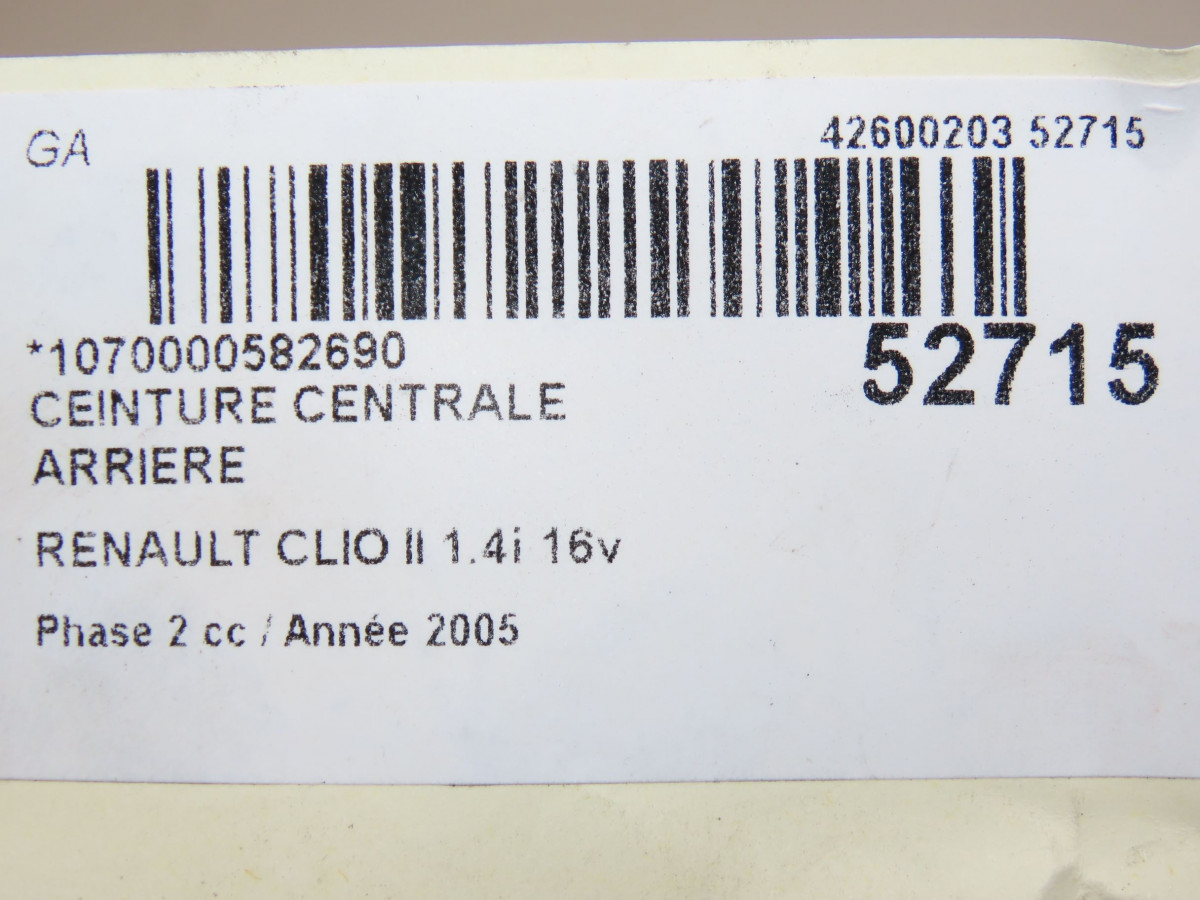 GA
42600203 52715
*1070000582690
52715
CEINTURE CENTRALE
ARRIERE
RENAULT CLIO II 1.4i 16v
Phase 2 cc / Année 2005